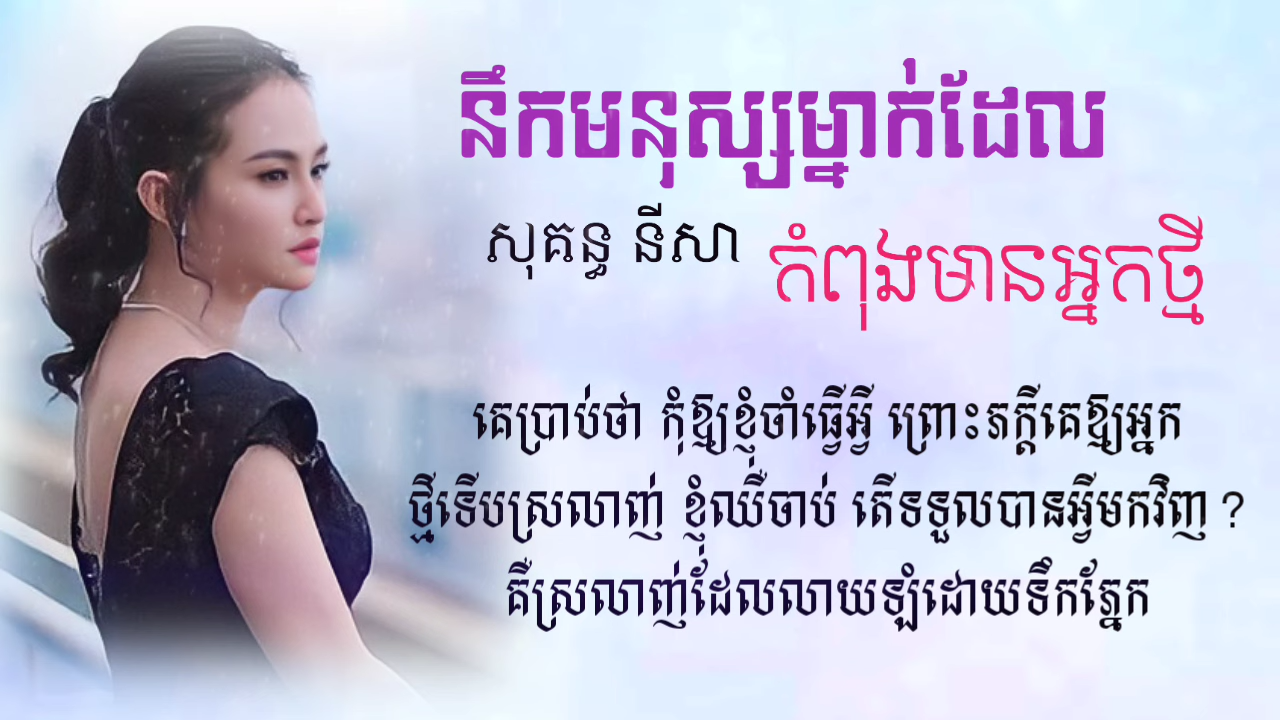 នឹកមនុស្សម្នាក់ដែល
សុគន្ធ នីសា
កំពុងមានអ្នកថ្មី
គេប្រាប់ថា កុំឱ្យខ្ញុំចាំធ្វើអ្វី ព្រោះភក្ដីគេឱ្យអ្នក
ថ្មីទើបស្រលាញ់ ខ្ញុំឈឺចាប់ តើទទួលបានអ្វីមកវិញ ?
គឺស្រលាញ់ដែលលាយឡំដោយទឹកភ្នែក